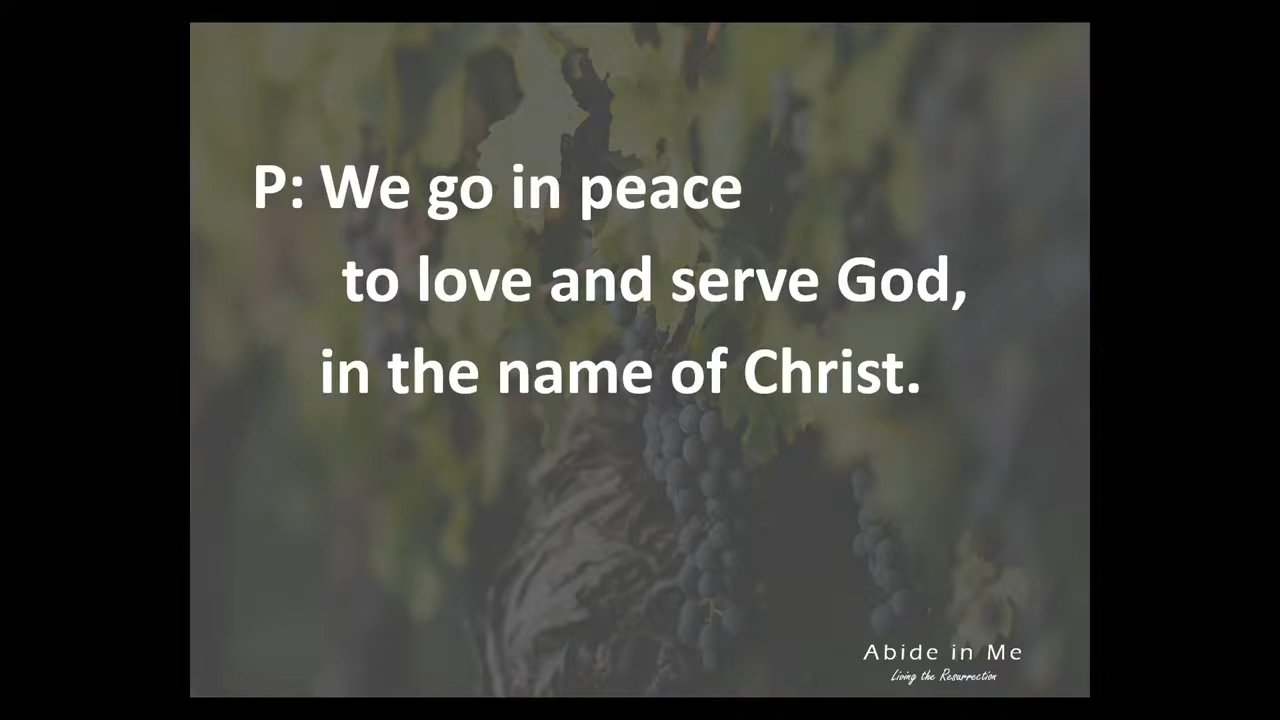 P: We go in peace
to love and serve God,
in the name of Christ.
Abide in Me
Living the Resurrection